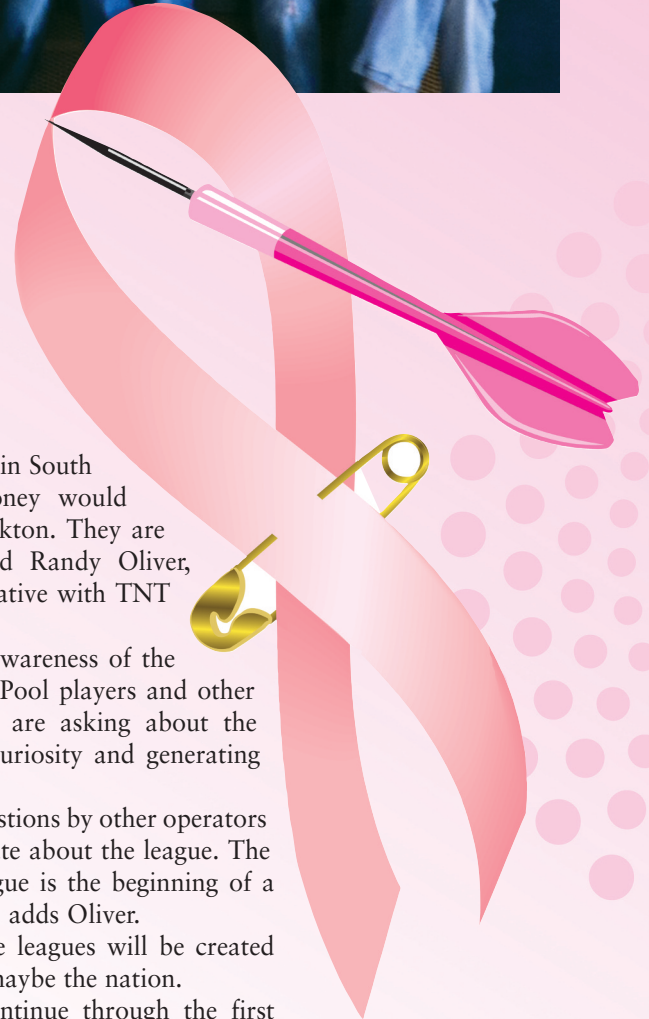 in South
oney would
kton. They are
d Randy Oliver,
ative with TNT
wareness of the
Pool players and other
are asking about the
uriosity and generating
stions by other operators
te about the league. The
gue is the beginning of a
adds Oliver.
e leagues will be created
maybe the nation.
ntinue through the first